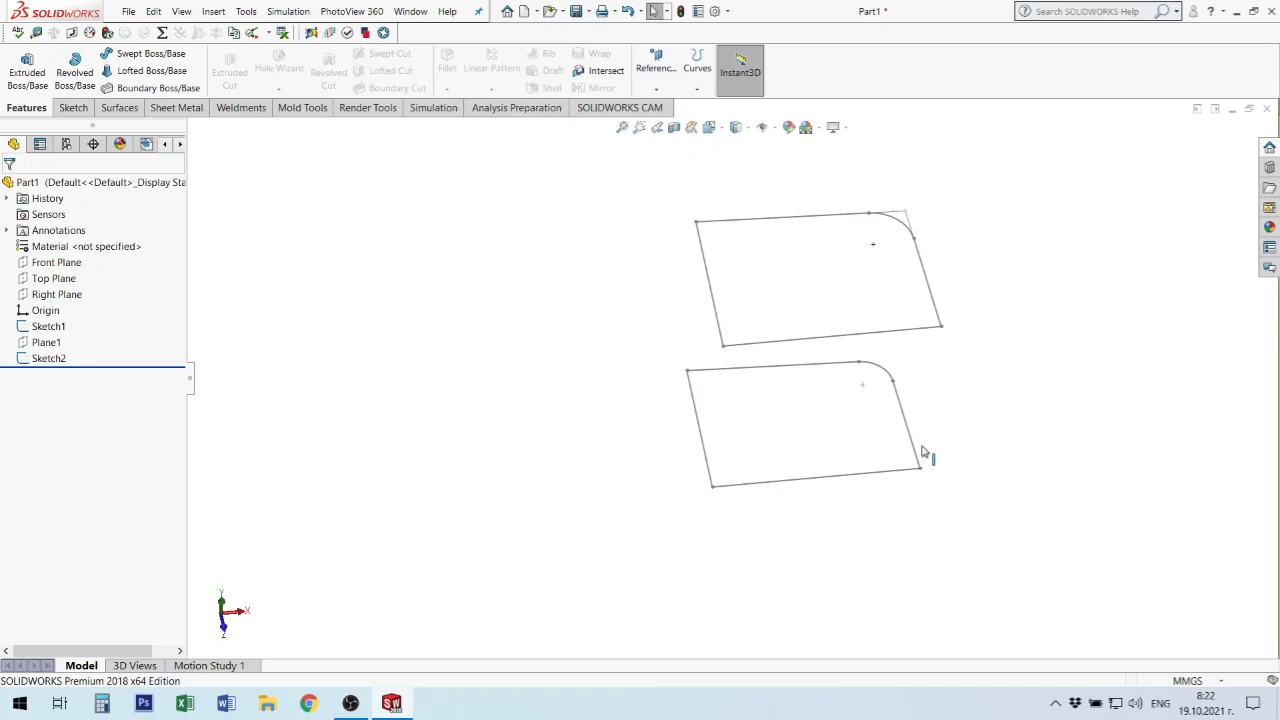 SOLIDWORKS File Edit View Insert Tools Simulation PhotoView 360 Window Help Part1 * Search SOLIDWORKS Help
Extruded Boss/Base
Revolved Boss/Base
Swept Boss/Base
Lofted Boss/Base
Boundary Boss/Base
Extruded Cut
Hole Wizard
Revolved Cut
Swept Cut
Lofted Cut
Boundary Cut
Fillet
Linear Pattern
Rib
Draft
Shell
Wrap
Intersect
Mirror
Referenc...
Curves
Instant3D
Features Sketch Surfaces Sheet Metal Weldments Mold Tools Render Tools Simulation Analysis Preparation SOLIDWORKS CAM
Part1 (Default<<Default>_Display Sta
History
Sensors
Annotations
Material <not specified>
Front Plane
Top Plane
Right Plane
Origin
Sketch1
Plane1
Sketch2
Y
X
Z
Model 3D Views Motion Study 1
SOLIDWORKS Premium 2018 x64 Edition MMGS
ENG 8:22
19.10.2021 г.